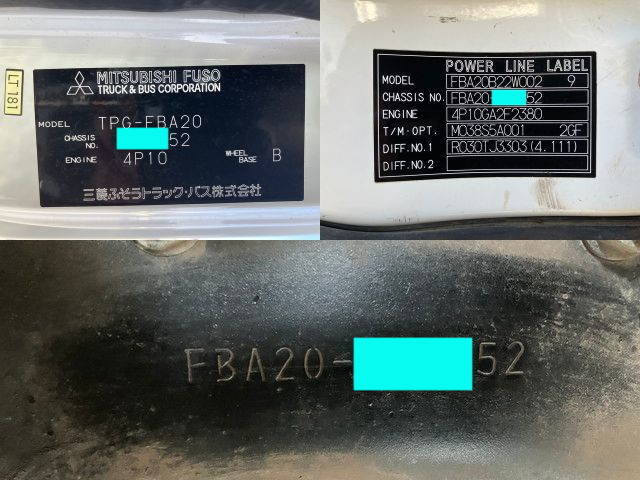 LT181
MITSUBISHI FUSO
TRUCK & BUS CORPORATION
MODEL TPG-FBA20
CHASSIS NO. 52
ENGINE 4P10 WHEEL BASE B
三菱ふそうトラック・バス株式会社
POWER LINE LABEL
MODEL FBA20B22W002 9
CHASSIS NO. FBA20 52
ENGINE 4P10GA2F2380
T/M·OPT. M038S5A001 2GF
DIFF.NO.1 R030TJ3303(4.111)
DIFF.NO.2
FBA20- 52